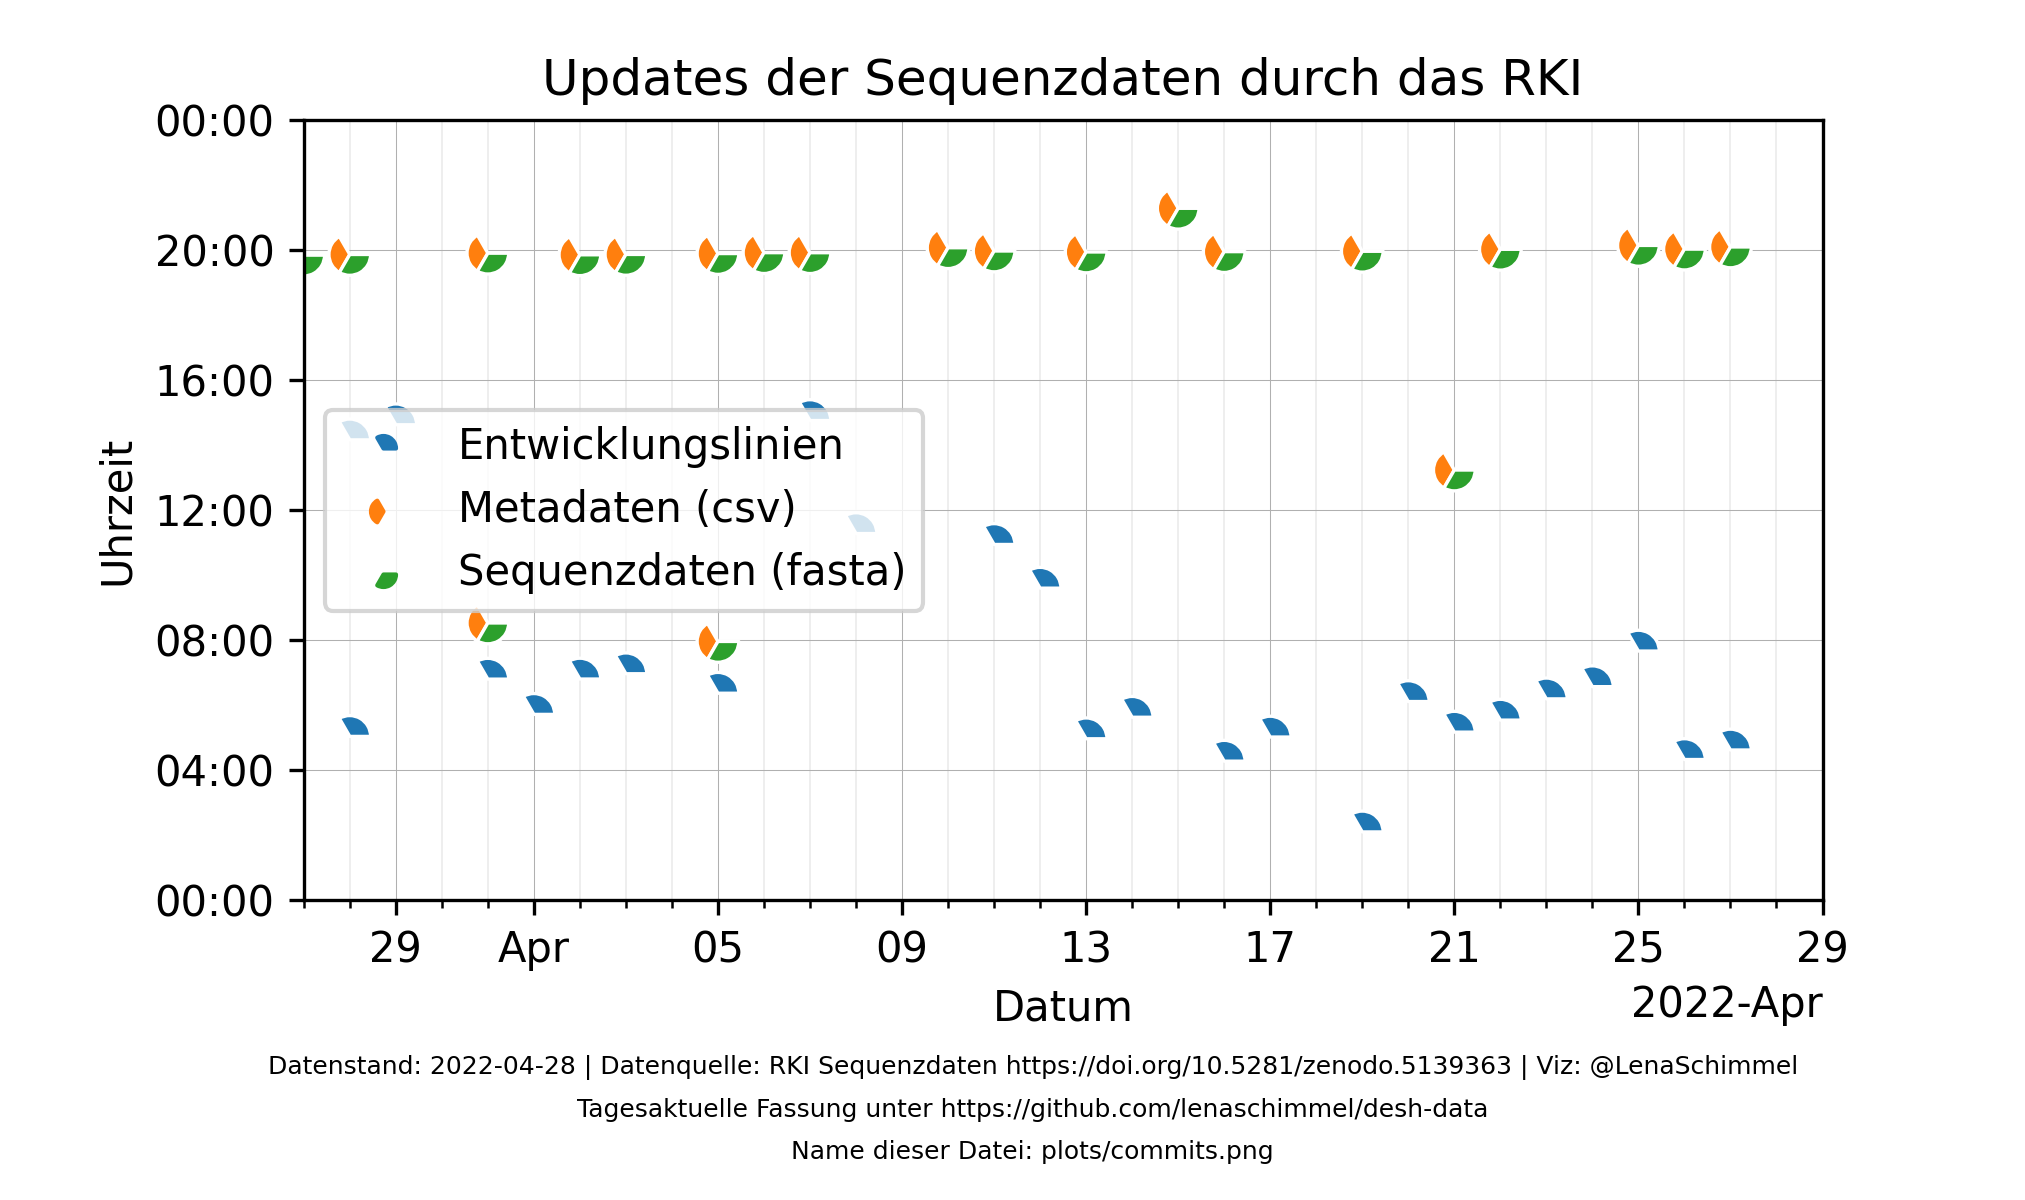 Updates der Sequenzdaten durch das RKI
00:00
20:00
16:00
12:00
08:00
04:00
00:00
Uhrzeit
Entwicklungslinien
Metadaten (csv)
Sequenzdaten (fasta)
29 Apr 05 09 13 17 21 25 29
Datum
2022-Apr
Datenstand: 2022-04-28 | Datenquelle: RKI Sequenzdaten https://doi.org/10.5281/zenodo.5139363 | Viz: @LenaSchimmel
Tagesaktuelle Fassung unter https://github.com/lenaschimmel/desh-data
Name dieser Datei: plots/commits.png